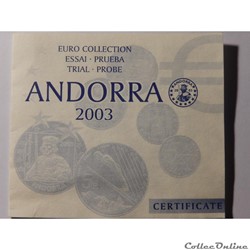 EURO COLLECTION
ESSAI · PRUEBA
TRIAL · PROBE
ANDORRA
2003
CERTIFICATE
© CollecOnline